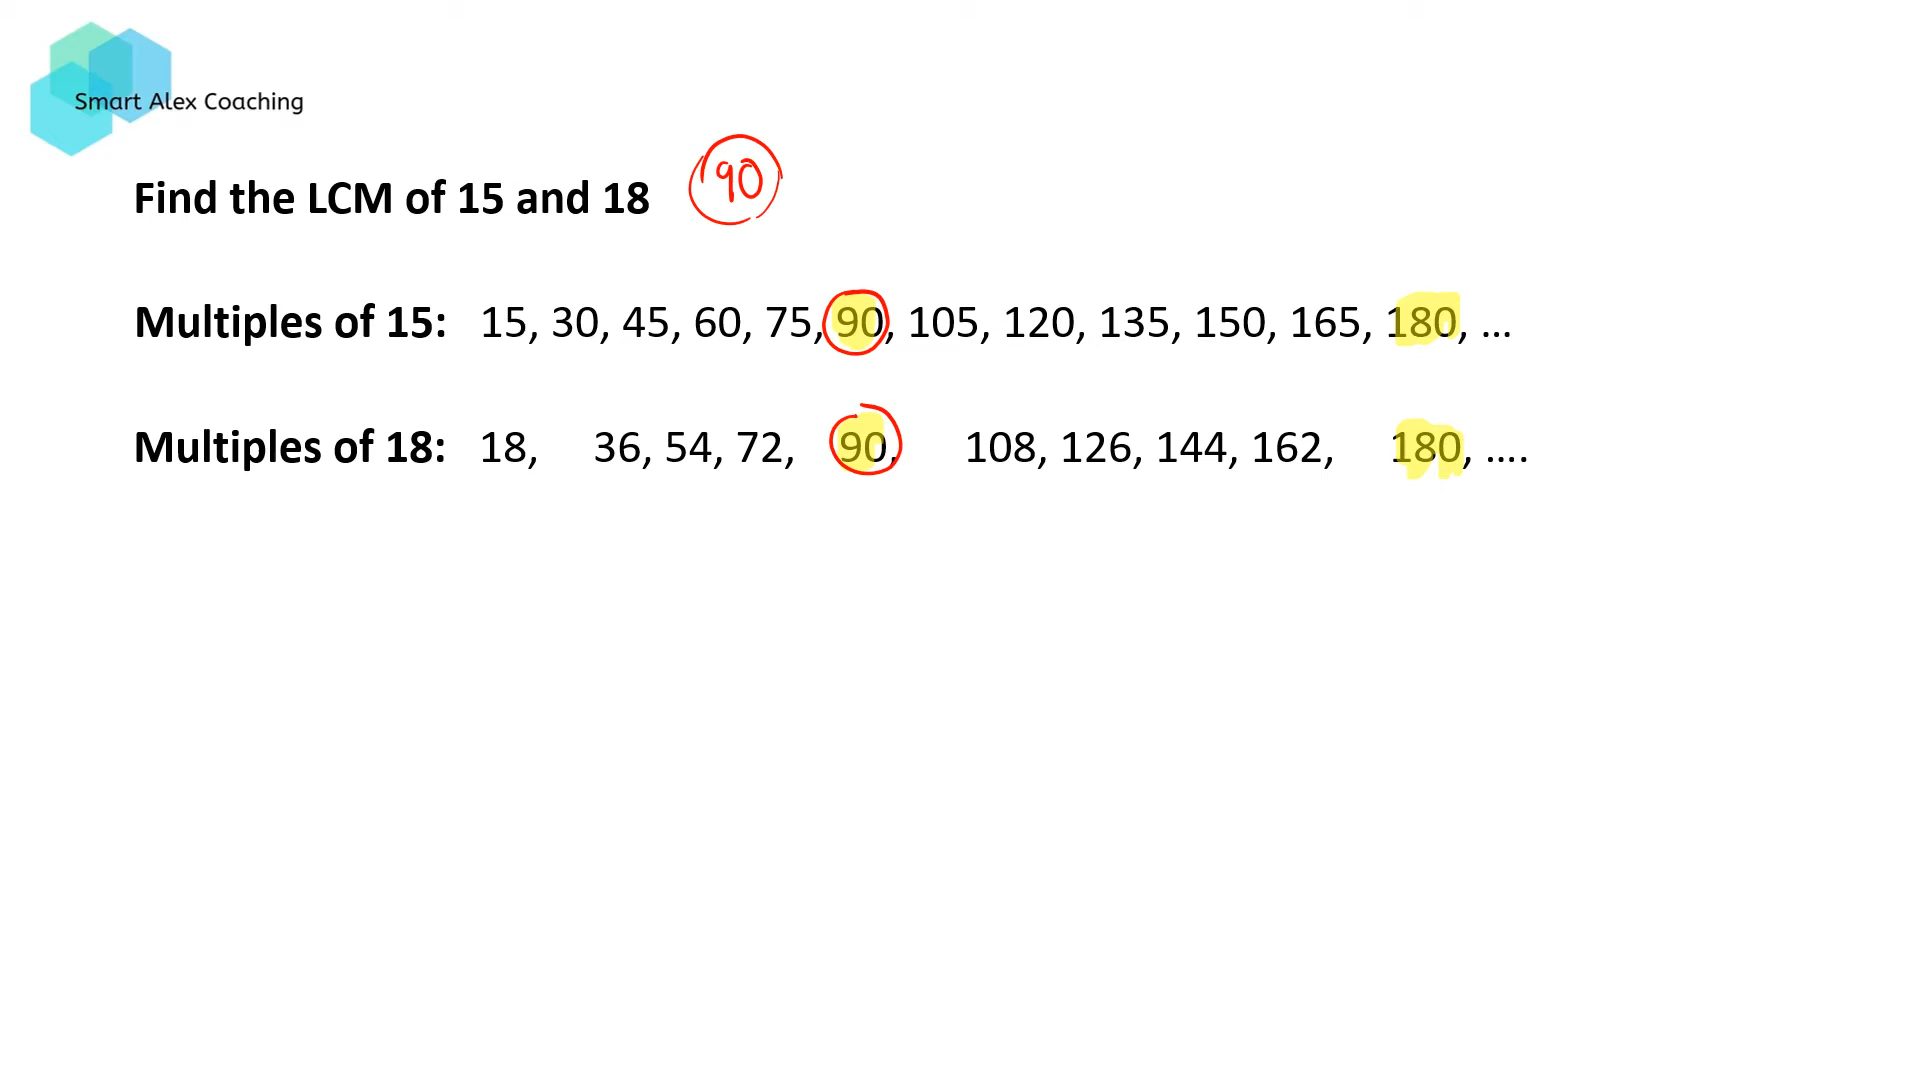 Smart Alex Coaching
Find the LCM of 15 and 18 90
Multiples of 15: 15, 30, 45, 60, 75, 90, 105, 120, 135, 150, 165, 180, ...
Multiples of 18: 18, 36, 54, 72, 90, 108, 126, 144, 162, 180, ....